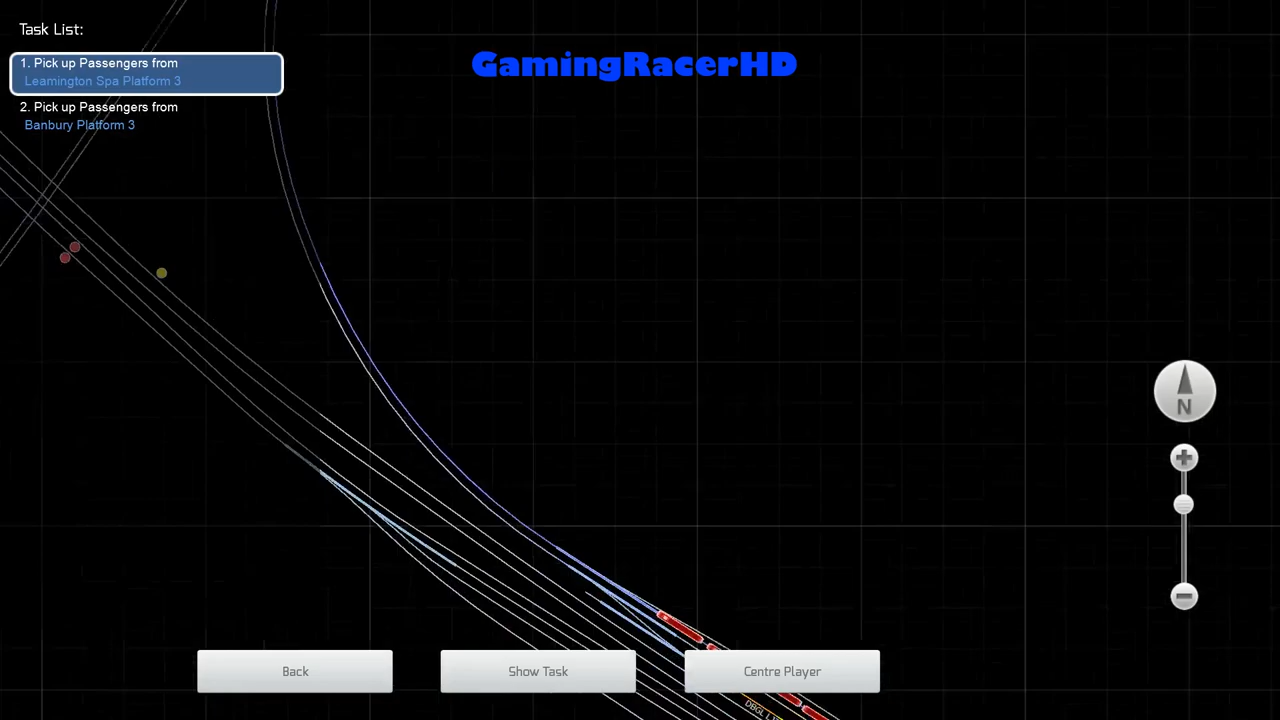 Task List:
GamingRacerHD
1. Pick up Passengers from
Leamington Spa Platform 3
2. Pick up Passengers from
Banbury Platform 3
N
Back
Show Task
Centre Player